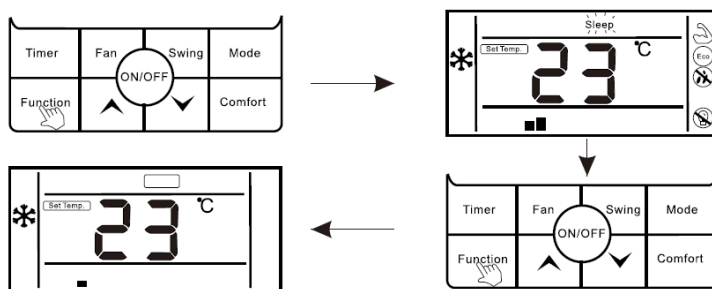 Timer Fan Swing Mode
ON/OFF
Function Comfort
Sleep
Set Temp. 23 °C
Eco
Set Temp. 23 °C
Timer Fan Swing Mode
ON/OFF
Function Comfort